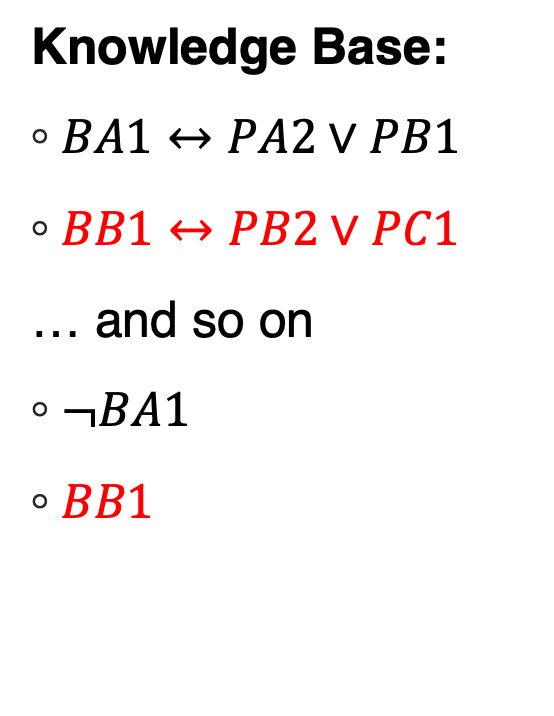 Knowledge Base:
◦ BA1 ↔ PA2 ∨ PB1
◦ BB1 ↔ PB2 ∨ PC1
… and so on
◦ ¬BA1
◦ BB1